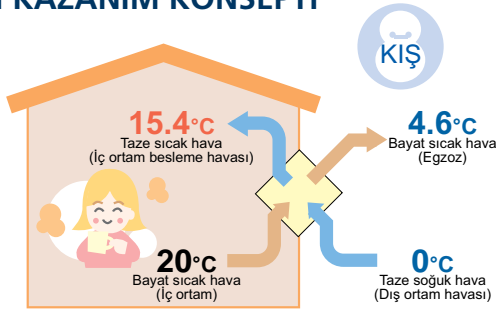 KAZANIM KONSEPTİ
KIŞ
15.4°C
Taze sıcak hava
(İç ortam besleme havası)
4.6°C
Bayat sıcak hava
(Egzoz)
20°C
Bayat sıcak hava
(İç ortam)
0°C
Taze soğuk hava
(Dış ortam havası)